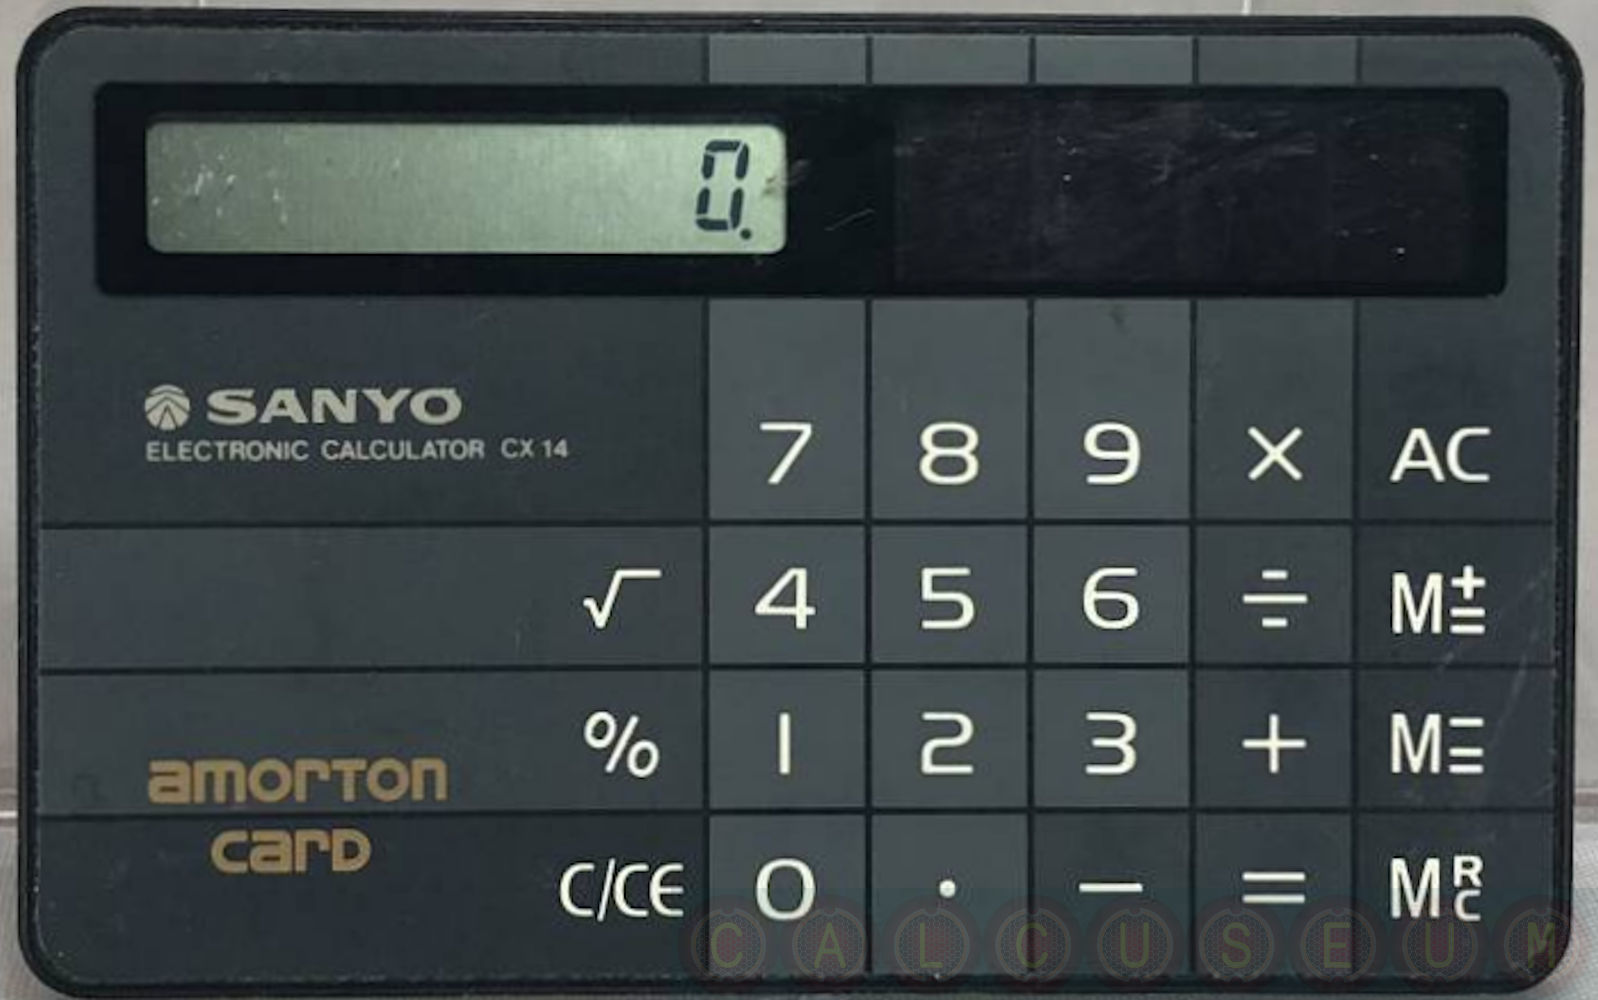 0.
SANYO
ELECTRONIC CALCULATOR CX 14
7 8 9 × AC
√ 4 5 6 ÷ M±=
% 1 2 3 + M−=
amorton
card
C/CE 0 . − = MRC
CALCUSEUM